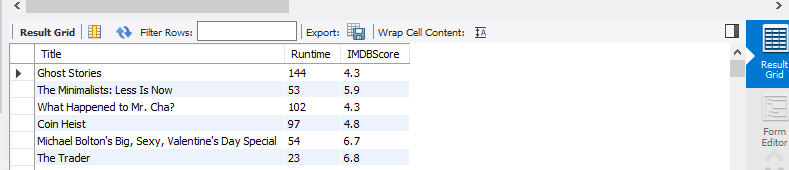 Result Grid Filter Rows: Export: Wrap Cell Content: IA
Title Runtime IMDBScore
Ghost Stories 144 4.3
The Minimalists: Less Is Now 53 5.9
What Happened to Mr. Cha? 102 4.3
Coin Heist 97 4.8
Michael Bolton's Big, Sexy, Valentine's Day Special 54 6.7
The Trader 23 6.8
Result
Grid
Form
Editor